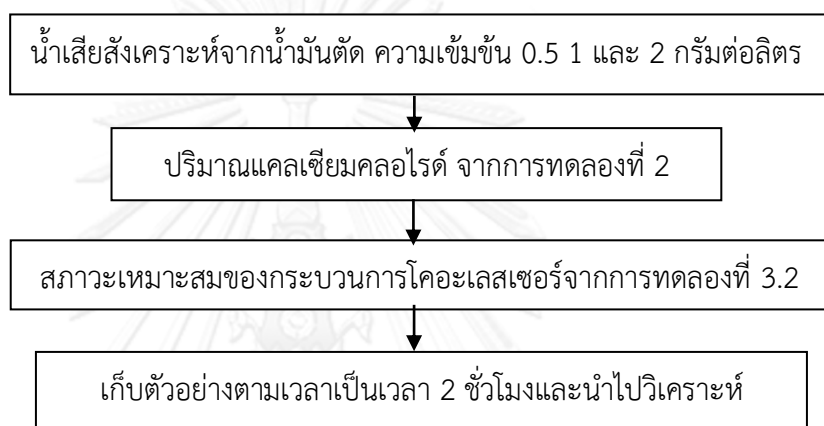 น้ำเสียสังเคราะห์จากน้ำมันตัด ความเข้มข้น 0.5 1 และ 2 กรัมต่อลิตร
ปริมาณแคลเซียมคลอไรด์ จากการทดลองที่ 2
สภาวะเหมาะสมของกระบวนการโคอะเลสเซอร์จากการทดลองที่ 3.2
เก็บตัวอย่างตามเวลาเป็นเวลา 2 ชั่วโมงและนำไปวิเคราะห์